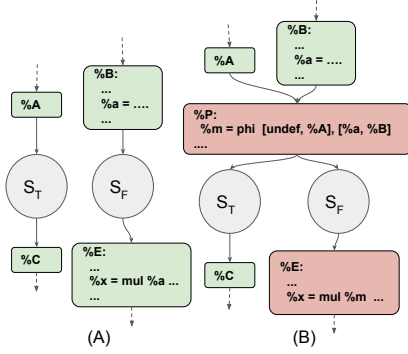 %A
%B:
...
%a = ....
...
S_T
S_F
%C
%E:
...
%x = mul %a ...
...
(A)
%A
%B:
...
%a = ....
...
%P:
%m = phi [undef, %A], [%a, %B]
....
S_T
S_F
%C
%E:
...
%x = mul %m ...
...
(B)